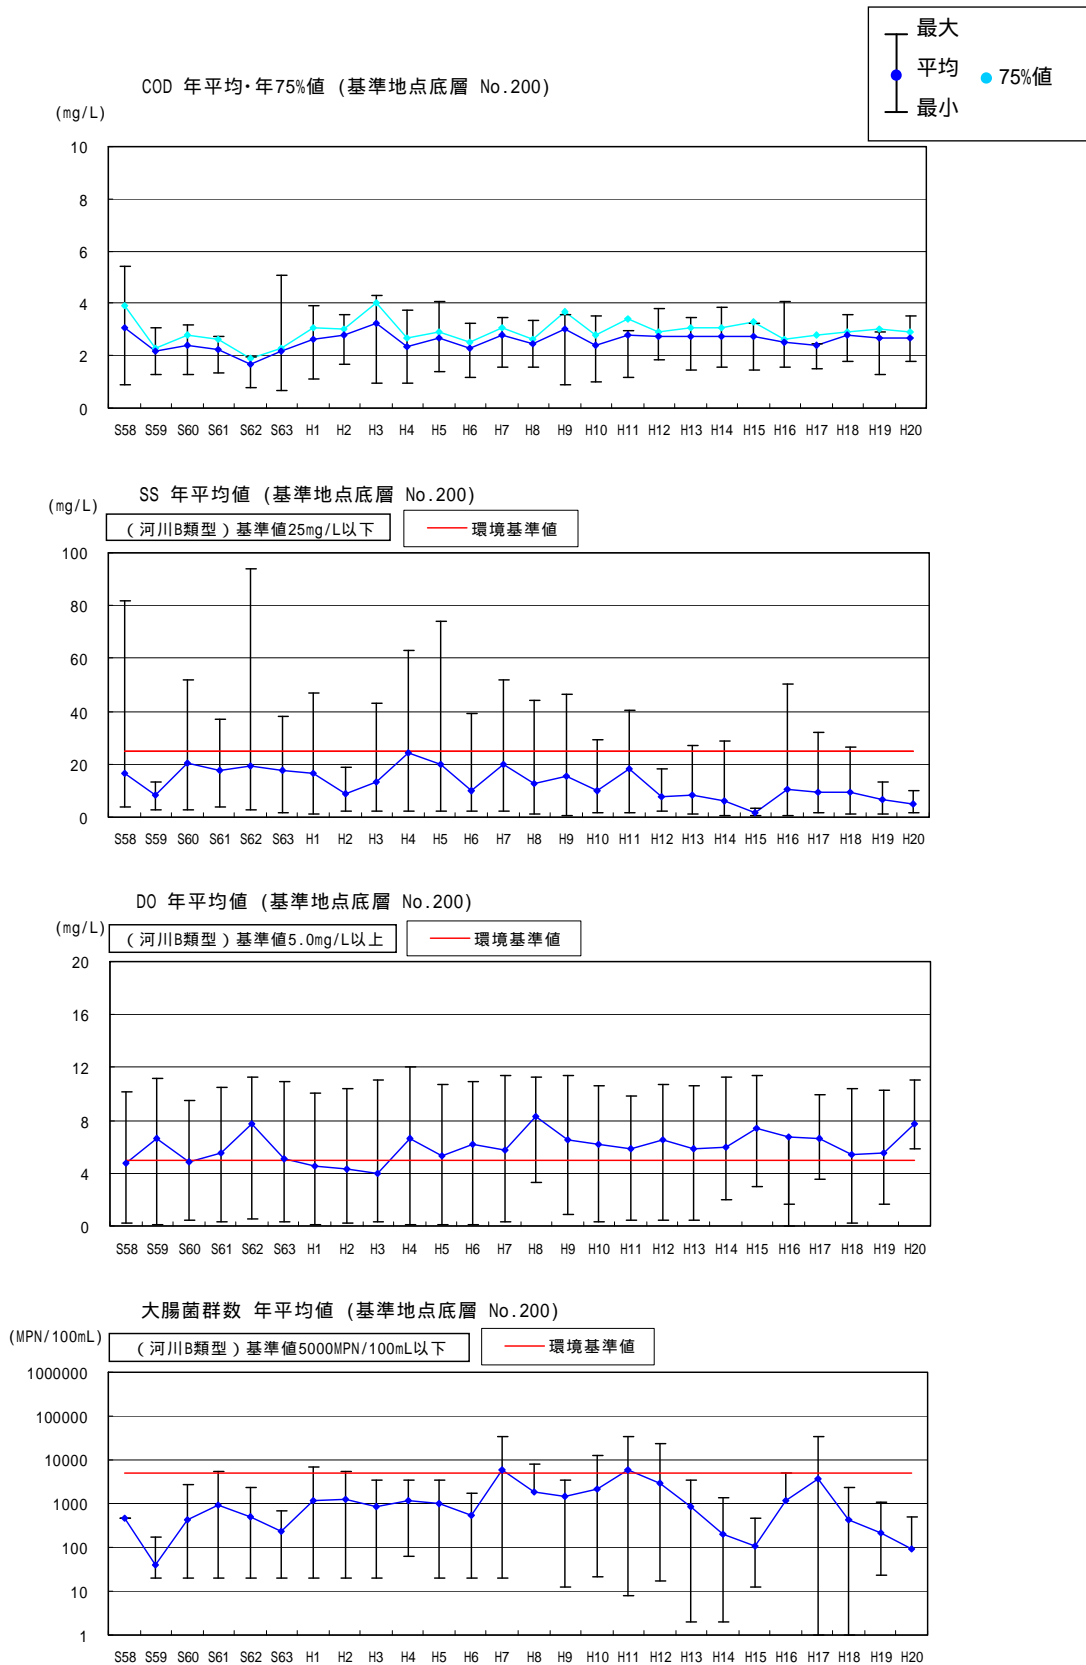 最大
平均
75%値
最小
COD 年平均・年75%値 (基準地点底層 No.200)
(mg/L)
10
8
6
4
2
0
S58 S59 S60 S61 S62 S63 H1 H2 H3 H4 H5 H6 H7 H8 H9 H10 H11 H12 H13 H14 H15 H16 H17 H18 H19 H20
SS 年平均値 (基準地点底層 No.200)
(mg/L)
(河川B類型)基準値25mg/L以下
環境基準値
100
80
60
40
20
0
S58 S59 S60 S61 S62 S63 H1 H2 H3 H4 H5 H6 H7 H8 H9 H10 H11 H12 H13 H14 H15 H16 H17 H18 H19 H20
DO 年平均値 (基準地点底層 No.200)
(mg/L)
(河川B類型)基準値5.0mg/L以上
環境基準値
20
16
12
8
4
0
S58 S59 S60 S61 S62 S63 H1 H2 H3 H4 H5 H6 H7 H8 H9 H10 H11 H12 H13 H14 H15 H16 H17 H18 H19 H20
大腸菌群数 年平均値 (基準地点底層 No.200)
(MPN/100mL)
(河川B類型)基準値5000MPN/100mL以下
環境基準値
1000000
100000
10000
1000
100
10
1
S58 S59 S60 S61 S62 S63 H1 H2 H3 H4 H5 H6 H7 H8 H9 H10 H11 H12 H13 H14 H15 H16 H17 H18 H19 H20